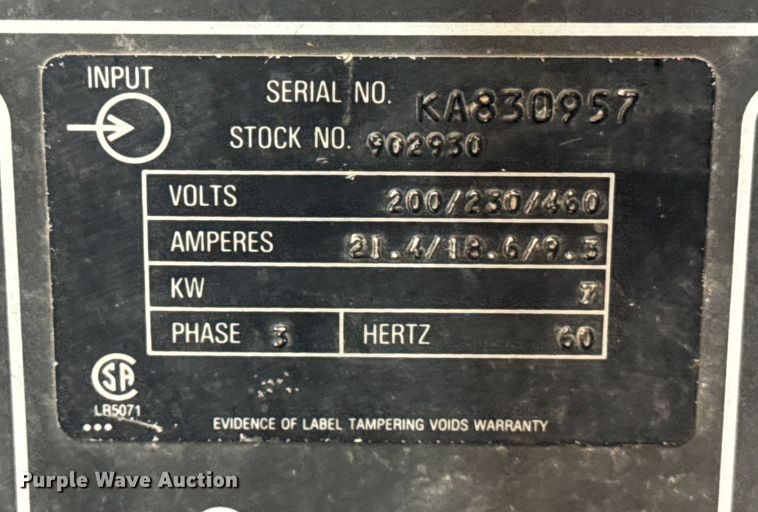 INPUT
SERIAL NO. KA830957
STOCK NO. 902930
VOLTS 200/230/460
AMPERES 21.4/18.6/9.3
KW 7
PHASE 3 HERTZ 60
CSA
LR5071
EVIDENCE OF LABEL TAMPERING VOIDS WARRANTY
Purple Wave Auction